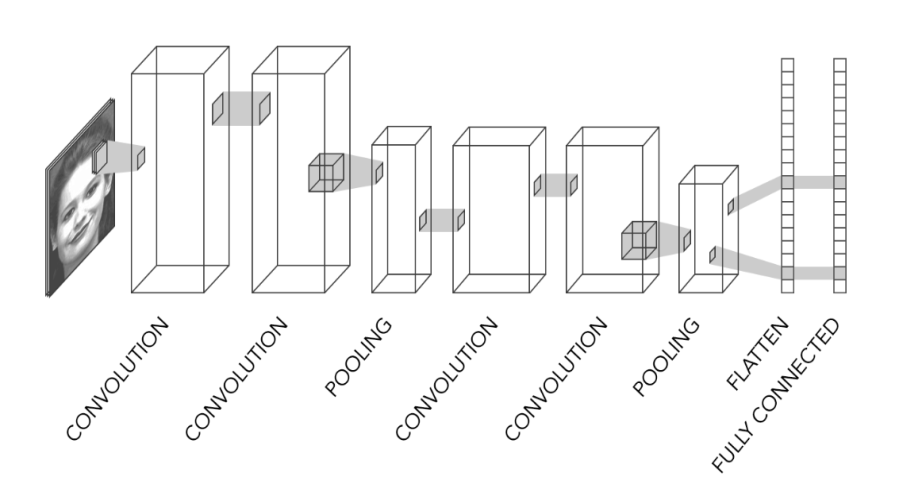 CONVOLUTION
CONVOLUTION
POOLING
CONVOLUTION
CONVOLUTION
POOLING
FLATTEN
FULLY CONNECTED